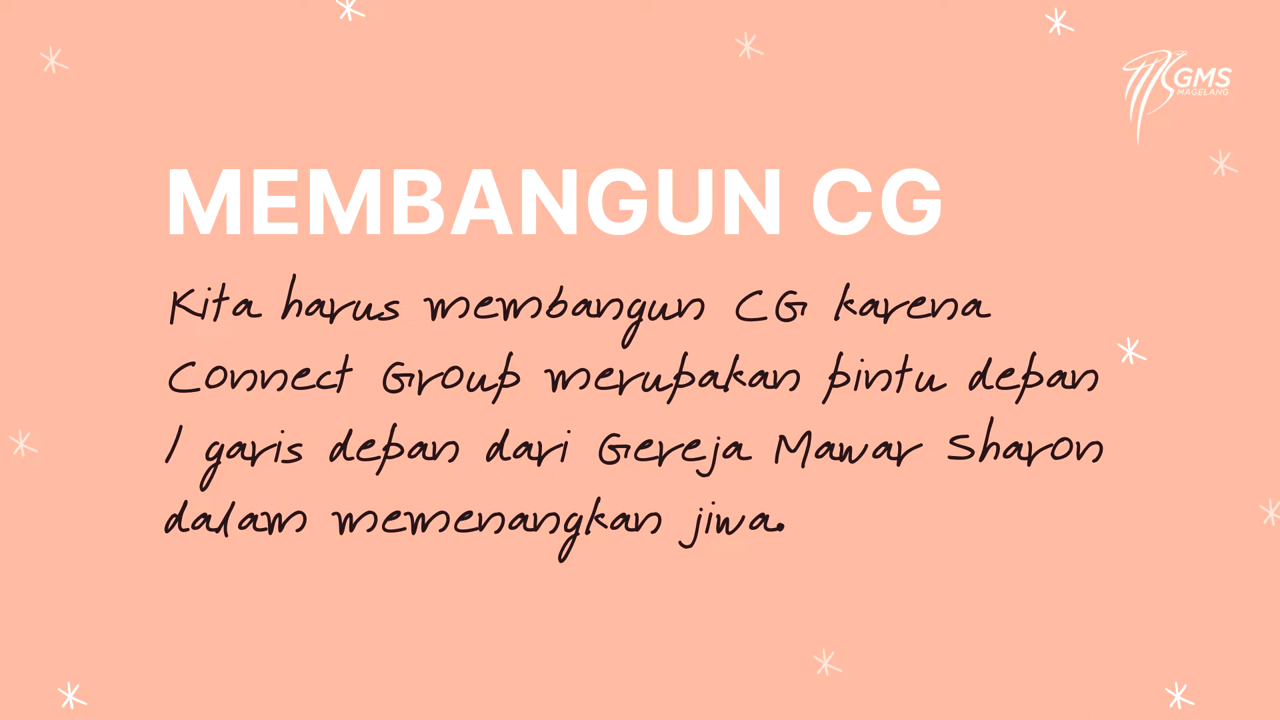 GMS
MAGELANG
MEMBANGUN CG
Kita harus membangun CG karena
Connect Group merupakan pintu depan
/ garis depan dari Gereja Mawar Sharon
dalam memenangkan jiwa.